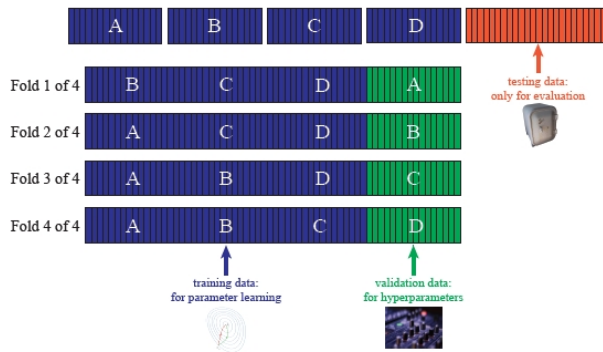 A B C D
testing data:
only for evaluation
Fold 1 of 4 B C D A
Fold 2 of 4 A C D B
Fold 3 of 4 A B D C
Fold 4 of 4 A B C D
training data:
for parameter learning
validation data:
for hyperparameters